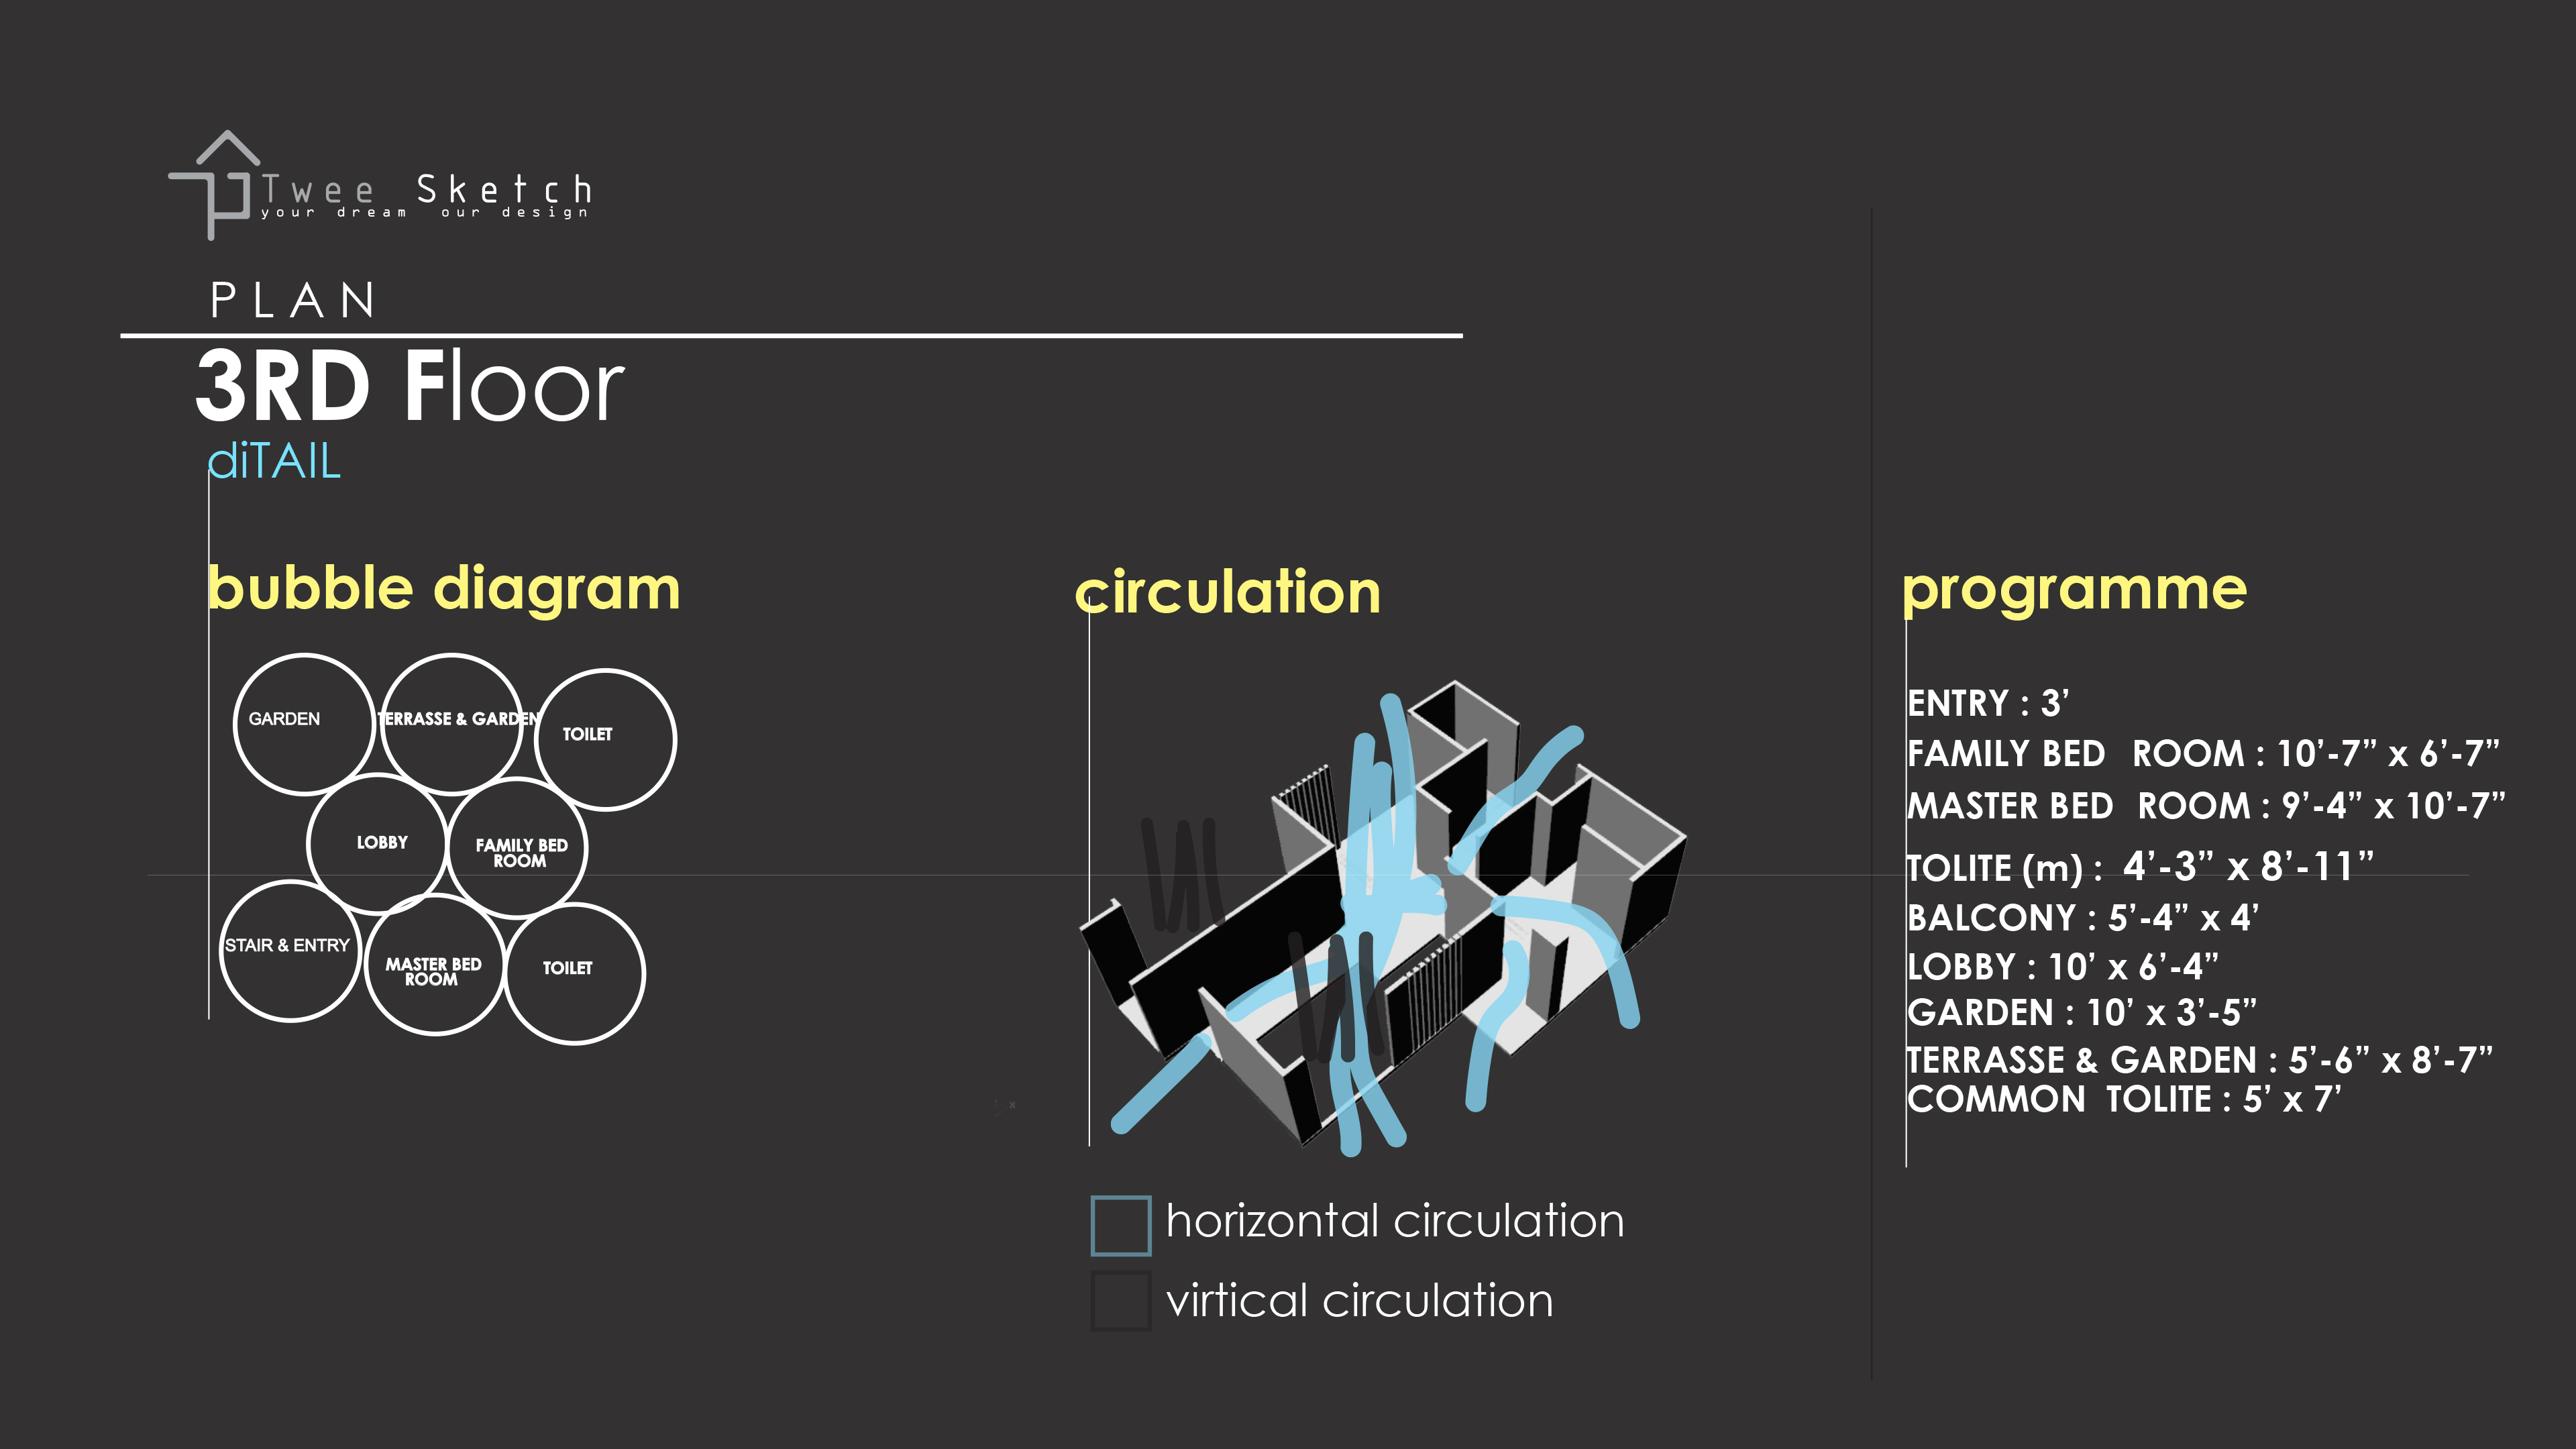 Twee Sketch
your dream our design
PLAN
3RD Floor
diTAIL
bubble diagram
GARDEN
TERRASSE & GARDEN
TOILET
LOBBY
FAMILY BED
ROOM
STAIR & ENTRY
MASTER BED
ROOM
TOILET
circulation
horizontal circulation
virtical circulation
programme
ENTRY : 3’
FAMILY BED ROOM : 10’-7” x 6’-7”
MASTER BED ROOM : 9’-4” x 10’-7”
TOLITE (m) : 4’-3” x 8’-11”
BALCONY : 5’-4” x 4’
LOBBY : 10’ x 6’-4”
GARDEN : 10’ x 3’-5”
TERRASSE & GARDEN : 5’-6” x 8’-7”
COMMON TOLITE : 5’ x 7’